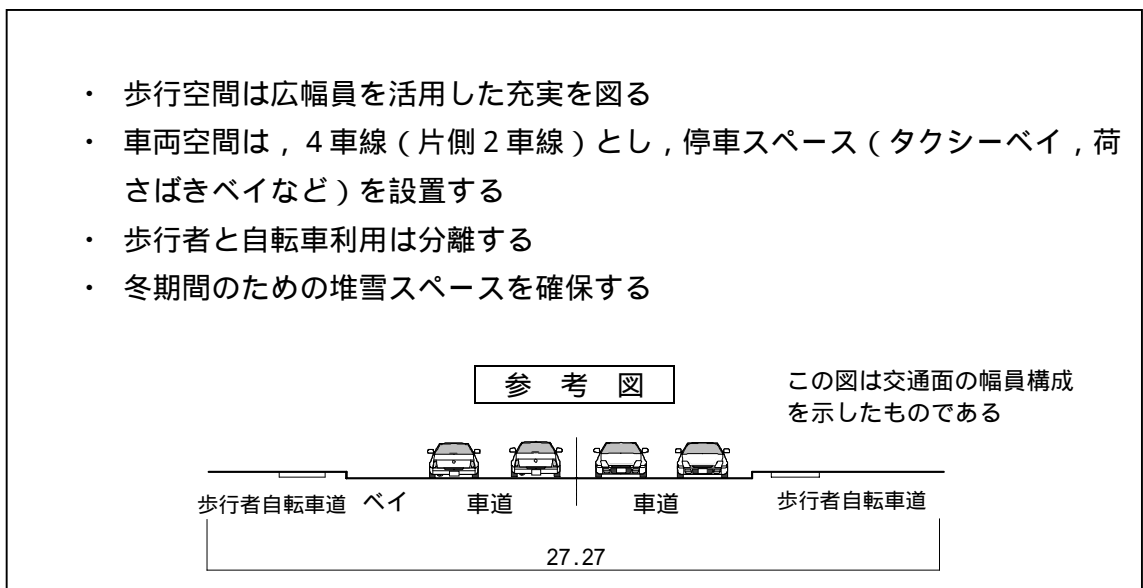 ・ 歩行空間は広幅員を活用した充実を図る
・ 車両空間は，４車線（片側２車線）とし，停車スペース（タクシーベイ，荷
さばきベイなど）を設置する
・ 歩行者と自転車利用は分離する
・ 冬期間のための堆雪スペースを確保する
参 考 図
この図は交通面の幅員構成
を示したものである
歩行者自転車道 ベイ 車道 車道 歩行者自転車道
27.27